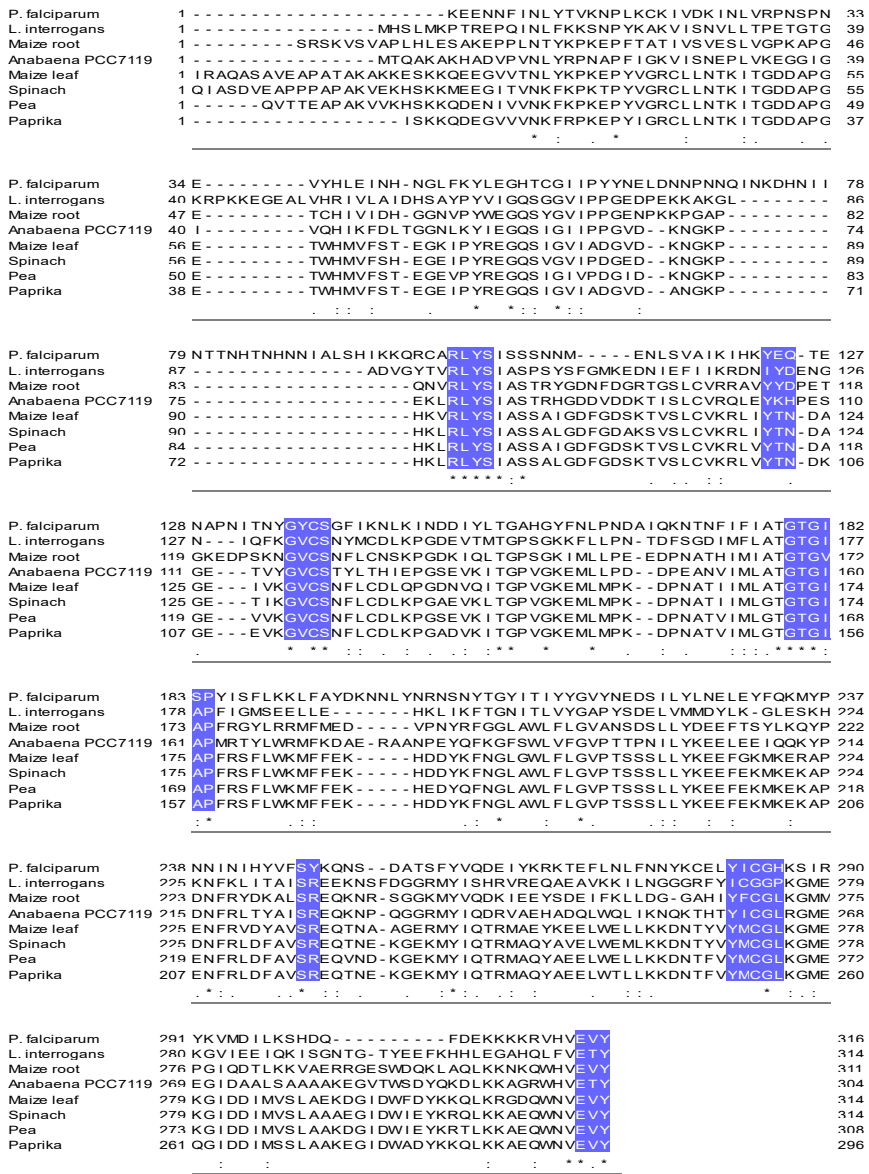 P. falciparum 1 ----------------------KEENNFINLYTVKNPLKCKIVDKINLVRPNSPN 33
L. interrogans 1 ----------------MHSLMKPTREPQINLFKKSNPYKAKVISNVLLTPETGTG 39
Maize root 1 ---------SRSKVSVAPLHLESAKEPPLNTYKPKEPFTATIVSVESLVGPKAPG 46
Anabaena PCC7119 1 ----------------MTQAKAKHADVPVNLYRPNAPFIGKVISNEPLVKEGGIG 39
Maize leaf 1 IRAQASAVEAPATAKAKKESKKQEEGVVTNLYKPKEPYVGRCLLNTKITGDDAPG 55
Spinach 1 QIASDVEAPPPAPAKVEKHSKKMEEGITVNKFKPKTPYVGRCLLNTKITGDDAPG 55
Pea 1 ------QVTTEAPAKVVKHSKKQDENIVVNKFKPKEPYVGRCLLNTKITGDDAPG 49
Paprika 1 ------------------ISKKQDEGVVVNKFRPKEPYIGRCLLNTKITGDDAPG 37
* : . * : : . . .
P. falciparum 34 E---------VYHLEINH-NGLFKYLEGHTCGIIPYYNELDNNPNNQINKDHNII 78
L. interrogans 40 KRPKKEGEALVHRIVLAIDHSAYPYVIGQSGGVIPPGEDPEKKAKGL-------- 86
Maize root 47 E---------TCHIVIDH-GGNVPYWEGQSYGVIPPGENPKKPGAP--------- 82
Anabaena PCC7119 40 I---------VQHIKFDLTGGNLKYIEGQSIGIIPPGVD--KNGKP--------- 74
Maize leaf 56 E---------TWHMVFST-EGKIPYREGQSIGVIADGVD--KNGKP--------- 89
Spinach 56 E---------TWHMVFSH-EGEIPYREGQSVGVIPDGED--KNGKP--------- 89
Pea 50 E---------TWHMVFST-EGEVPYREGQSIGIVPDGID--KNGKP--------- 83
Paprika 38 E---------TWHMVFST-EGEIPYREGQSIGVIADGVD--ANGKP--------- 71
. : : : . * * : : * : : :
P. falciparum 79 NTTNHTNHNNIALSHIKKQRCARLYSISSSNNM-----ENLSVAIKIHKYEQ-TE 127
L. interrogans 87 ---------------ADVGYTVRLYSIASPSYSFGMKEDNIEFIIKRDNIYDENG 126
Maize root 83 -------------------QNVRLYSIASTRYGDNFDGRTGSLCVRRAVYYDPET 118
Anabaena PCC7119 75 -------------------EKLRLYSIASTRHGDDVDDKTISLCVRQLEYKHPES 110
Maize leaf 90 -------------------HKVRLYSIASSAIGDFGDSKTVSLCVKRLIYTN-DA 124
Spinach 90 -------------------HKLRLYSIASSALGDFGDAKSVSLCVKRLIYTN-DA 124
Pea 84 -------------------HKLRLYSIASSAIGDFGDSKTVSLCVKRLVYTN-DA 118
Paprika 72 -------------------HKLRLYSIASSALGDFGDSKTVSLCVKRLVYTN-DK 106
* * * * * : * . . : : .
P. falciparum 128 NAPNITNYGYCSGFIKNLKINDDIYLTGAHGYFNLPNDAIQKNTNFIFIATGTGI 182
L. interrogans 127 N---IQFKGVCSNYMCDLKPGDEVTMTGPSGKKFLLPN-TDFSGDIMFLATGTGI 177
Maize root 119 GKEDPSKNGVCSNFLCNSKPGDKIQLTGPSGKIMLLPE-EDPNATHIMIATGTGV 172
Anabaena PCC7119 111 GE---TVYGVCSTYLTHIEPGSEVKITGPVGKEMLLPD--DPEANVIMLATGTGI 160
Maize leaf 125 GE---IVKGVCSNFLCDLQPGDNVQITGPVGKEMLMPK--DPNATIIMLATGTGI 174
Spinach 125 GE---TIKGVCSNFLCDLKPGAEVKLTGPVGKEMLMPK--DPNATIIMLGTGTGI 174
Pea 119 GE---VVKGVCSNFLCDLKPGSEVKITGPVGKEMLMPK--DPNATVIMLGTGTGI 168
Paprika 107 GE---EVKGVCSNFLCDLKPGADVKITGPVGKEMLMPK--DPNATVIMLGTGTGI 156
. * * * : : . : . . : * * * * . . : : : . * * * * :
P. falciparum 183 SPYISFLKKLFAYDKNNLYNRNSNYTGYITIYYGVYNEDSILYLNELEYFQKMYP 237
L. interrogans 178 APFIGMSEELLE-----HKLIKFTGNITLVYGAPYSDELVMMDYLK-GLESKH 224
Maize root 173 APFRGYLRRMFMED-----VPNYRFGGLAWLFLGVANSDSLLYDEEFTSYLKQYP 222
Anabaena PCC7119 161 APMRTYLWRMFKDAE-RAANPEYQFKGFSWLVFGVPTTPNILYKEELEEIQQKYP 214
Maize leaf 175 APFRSFLWKMFFEK-----HDDYKFNGLGWLFLGVPTSSSLLYKEEFGKMKERAP 224
Spinach 175 APFRSFLWKMFFEK-----HDDYKFNGLAWLFLGVPTSSSLLYKEEFEKMKEKAP 224
Pea 169 APFRSFLWKMFFEK-----HEDYKFNGLAWLFLGVPTSSSLLYKEEFEKMKEKAP 218
Paprika 157 APFRSFLWKMFFEK-----HDDYKFNGLAWLFLGVPTSSSLLYKEEFEKMKEKAP 206
: * . : : : . * : * . : : : :
P. falciparum 238 NNINIHYVFSYKQNS--DATSFYVQDEIYKRKTEFLNLFNNYKCELYICGHKSIR 290
L. interrogans 225 KNFKLITAISREEKNSFDGGRMYISHRVREQAEAVKKILNGGGRFYICGGPKGME 279
Maize root 223 DNFRYDKALSREQKNR-SGGKMYVQDKIEEYSDEIFKLLDG-GAHIYFCGLKGMM 275
Anabaena PCC7119 215 DNFRLTYAISREQKNP-QGGRMYIQDRVAEHADQLWQLIKNQKTHTYICGLRGME 268
Maize leaf 225 ENFRVDYAVSREQTNA-AGERMYIQTRMAEYKEELWELLKKDNTYVYMCGLKGME 278
Spinach 225 DNFRLDFAVSREQTNE-KGEKMYIQTRMAQYAVELWEMLKKDNTYVYMCGLKGME 278
Pea 219 ENFRLDFAVSREQVND-KGEKMYIQTRMAQYAEELWELLKKDNTFVYMCGLKGME 272
Paprika 207 ENFRLDFAVSREQTNE-KGEKMYIQTRMAQYAEELWTLLKKDNTFVYMCGLKGME 260
. * : . . * : : . . : * : . . : : : : . * : . :
P. falciparum 291 YKVMDILKSHDQ----------FDEKKKKRVHVEVY 316
L. interrogans 280 KGVIEEIQKISGNTG-TYEEFKHHLEGAHQLFVETY 314
Maize root 276 PGIQDTLKKVAERRGESWDQKLAQLKKNKQWHVEVY 311
Anabaena PCC7119 269 EGIDAALSAAAAKEGVTWSDYQKDLKKAGRWHVETY 304
Maize leaf 279 KGIDDIMVSLAEKDGIDWFDYKKQLKRGDQWNVEVY 314
Spinach 279 KGIDDIMVSLAAAEGIDWIEYKRQLKKAEQWNVEVY 314
Pea 273 KGIDDIMVSLAAKDGIDWIEYKRTLKKAEQWNVEVY 308
Paprika 261 QGIDDIMSSLAAKEGIDWADYKKQLKKAEQWNVEVY 296
: : : : * * . *